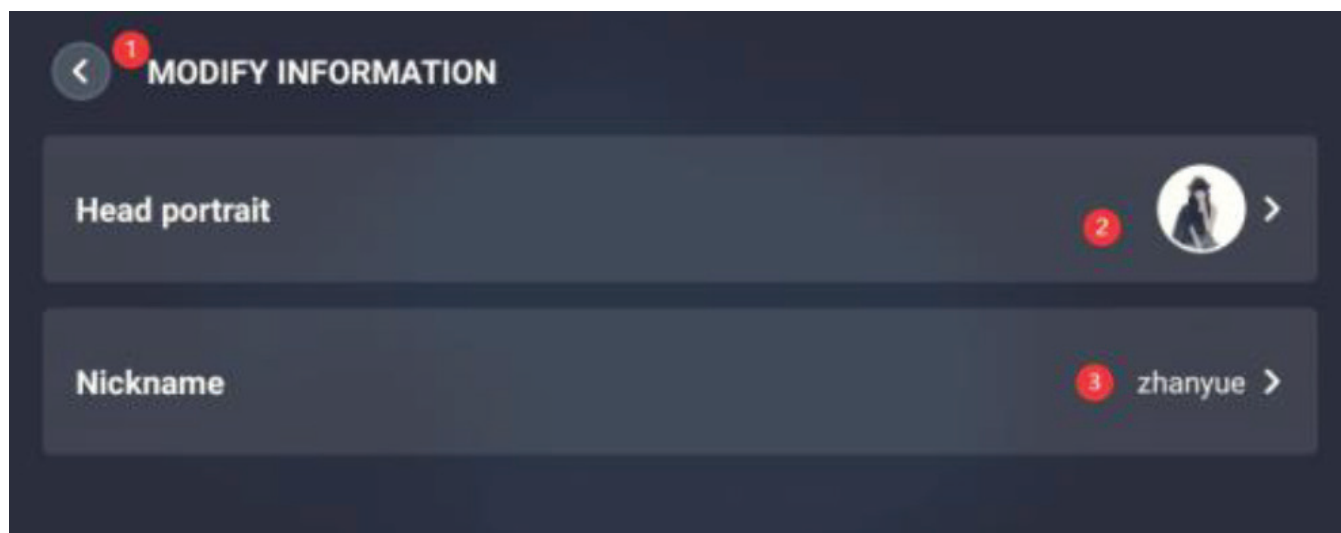 1
MODIFY INFORMATION
Head portrait
2
Nickname
3 zhanyue